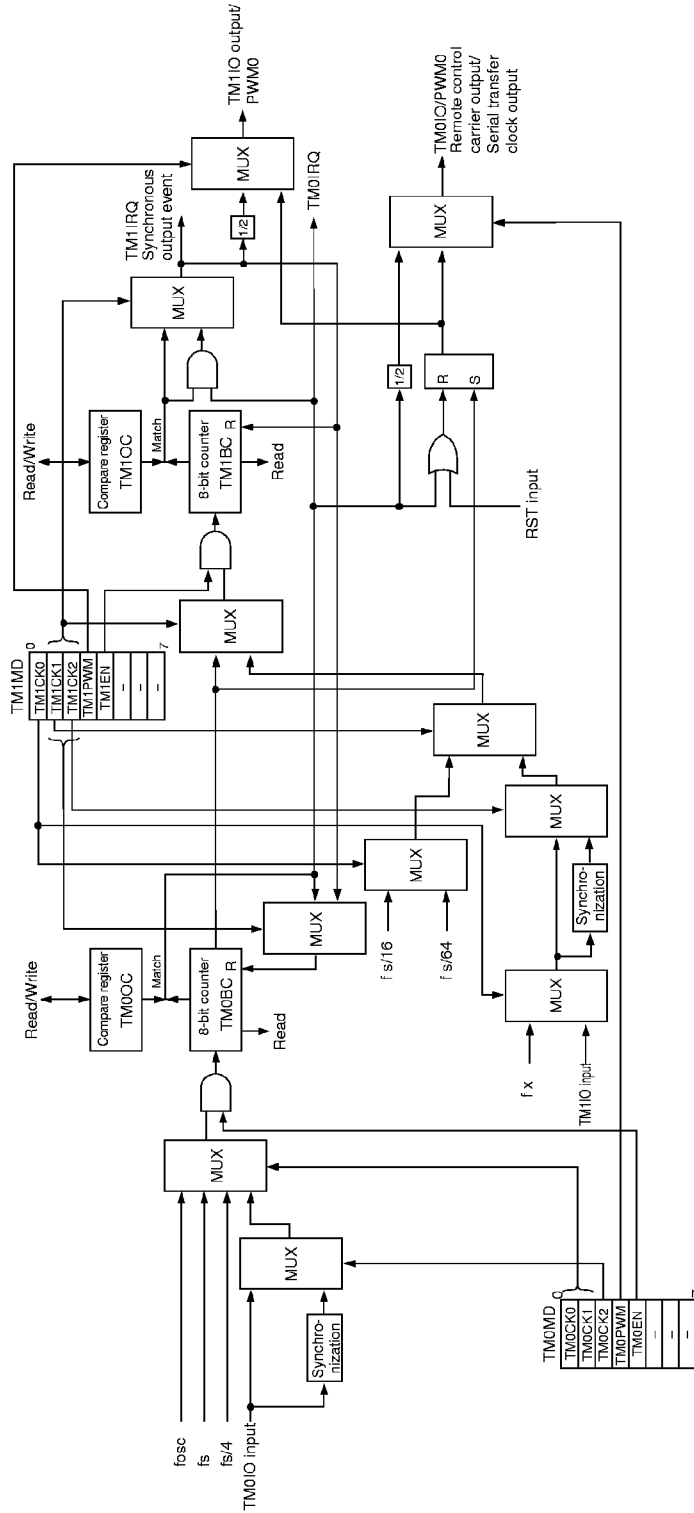 fosc
fs
fs/4
TM0IO input
Synchro-
nization
MUX
MUX
TM0MD
0
TM0CK0
TM0CK1
TM0CK2
TM0PWM
TM0EN
–
–
–
7
Read/Write
Compare register
TM0OC
Match
8-bit counter
TM0BC
R
Read
MUX
f s/16
f s/64
MUX
f x
TM1IO input
MUX
Synchro-
nization
MUX
MUX
TM1MD
0
TM1CK0
TM1CK1
TM1CK2
TM1PWM
TM1EN
–
–
–
7
MUX
Read/Write
Compare register
TM1OC
Match
8-bit counter
TM1BC
R
Read
MUX
TM1IRQ
Synchronous
output event
1/2
MUX
TM1IO output/
PWM0
TM0IRQ
RST input
1/2
R
S
MUX
TM0IO/PWM0
Remote control
carrier output/
Serial transfer
clock output